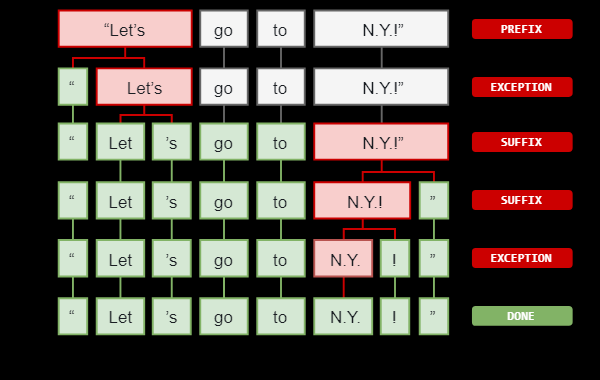 “Let’s go to N.Y.!” PREFIX
“ Let’s go to N.Y.!” EXCEPTION
“ Let ’s go to N.Y.!” SUFFIX
“ Let ’s go to N.Y.! ” SUFFIX
“ Let ’s go to N.Y. ! ” EXCEPTION
“ Let ’s go to N.Y. ! ” DONE